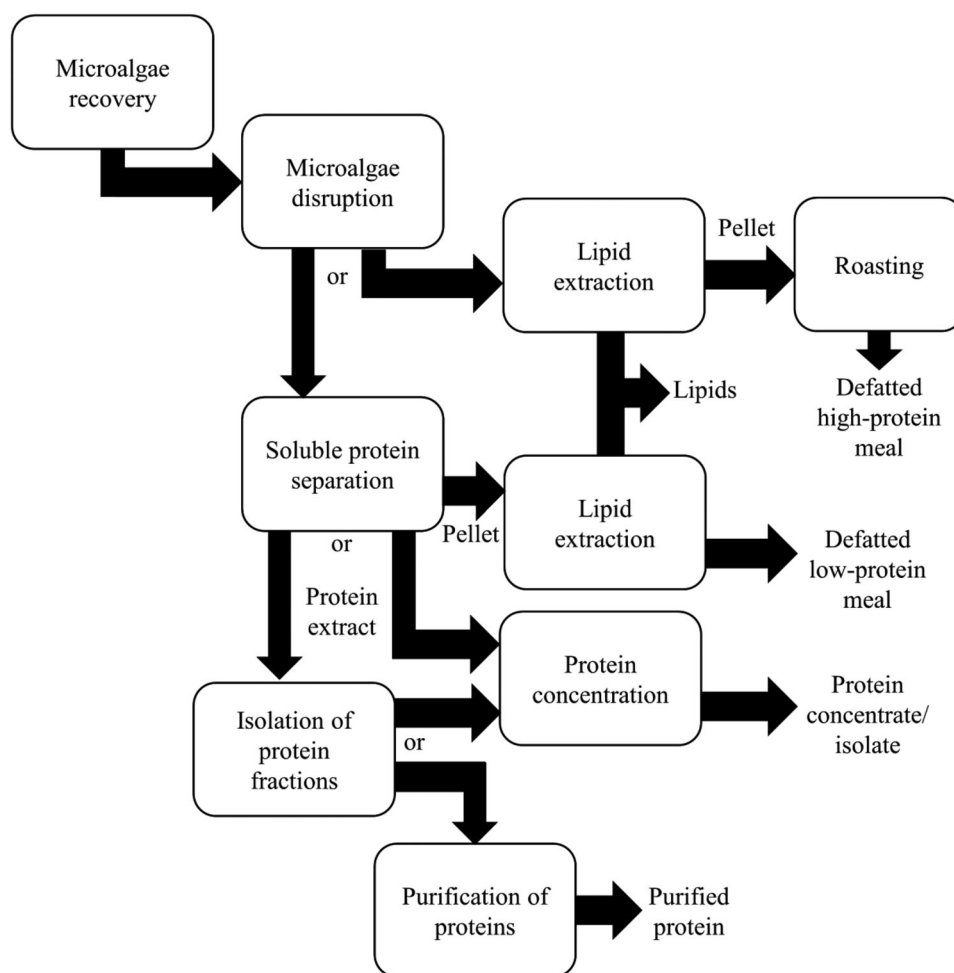 Microalgae
recovery
Microalgae
disruption
or
Lipid
extraction
Pellet
Roasting
Defatted
high-protein
meal
Lipids
Soluble protein
separation
Pellet
Lipid
extraction
Defatted
low-protein
meal
or
Protein
extract
Protein
concentration
Protein
concentrate/
isolate
Isolation of
protein
fractions
or
Purification of
proteins
Purified
protein